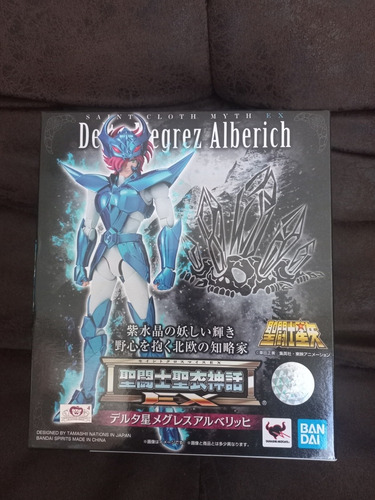 SAINT CLOTH MYTH EX
Megrez Alberich
紫水晶の妖しい輝き
野心を抱く北欧の知略家
聖闘士星矢
聖闘士聖衣神話
EX
デルタ星メグレスアルベリッヒ
DESIGNED BY TAMASHII NATIONS IN JAPAN
BANDAI SPIRITS MADE IN CHINA
BAN
DAI